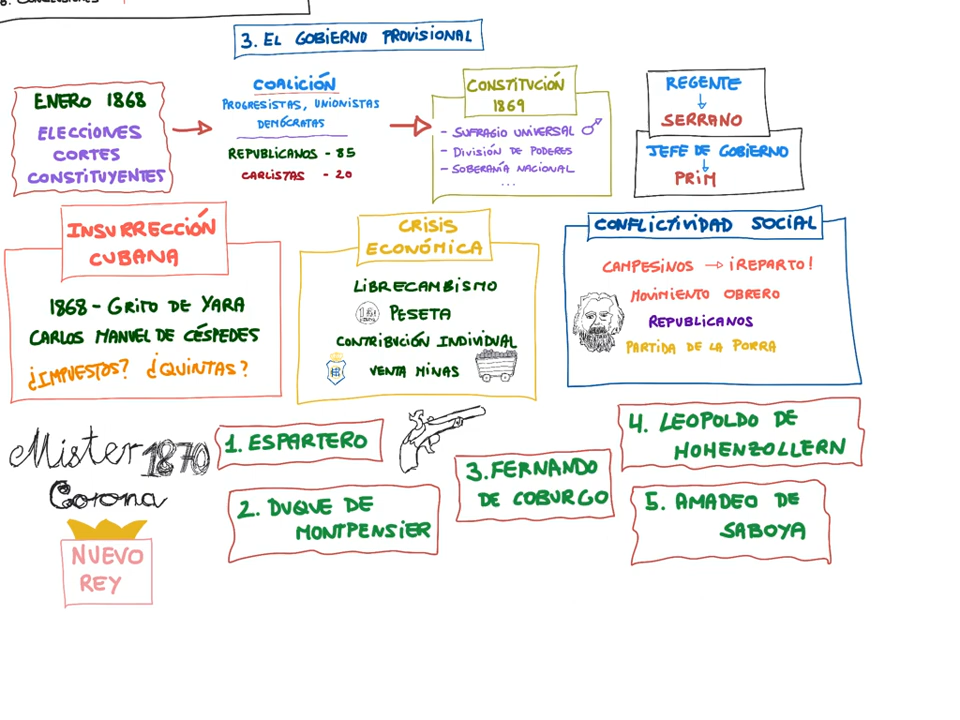 8. CONCLUSIONES
3. EL GOBIERNO PROVISIONAL
ENERO 1868
ELECCIONES
CORTES
CONSTITUYENTES
COALICIÓN
PROGRESISTAS, UNIONISTAS
DEMÓCRATAS
REPUBLICANOS - 85
CARLISTAS - 20
CONSTITUCIÓN
1869
- SUFRAGIO UNIVERSAL ♂
- DIVISIÓN DE PODERES
- SOBERANÍA NACIONAL
...
REGENTE
SERRANO
JEFE DE GOBIERNO
PRIM
INSURRECCIÓN
CUBANA
1868 - GRITO DE YARA
CARLOS MANUEL DE CÉSPEDES
¿IMPUESTOS? ¿QUINTAS?
CRISIS
ECONÓMICA
LIBRECAMBISMO
PESETA
CONTRIBUCIÓN INDIVIDUAL
VENTA MINAS
CONFLICTIVIDAD SOCIAL
CAMPESINOS → ¡REPARTO!
MOVIMIENTO OBRERO
REPUBLICANOS
PARTIDA DE LA PORRA
Mister 1870
Corona
NUEVO
REY
1. ESPARTERO
2. DUQUE DE
MONTPENSIER
3. FERNANDO
DE COBURGO
4. LEOPOLDO DE
HOHENZOLLERN
5. AMADEO DE
SABOYA